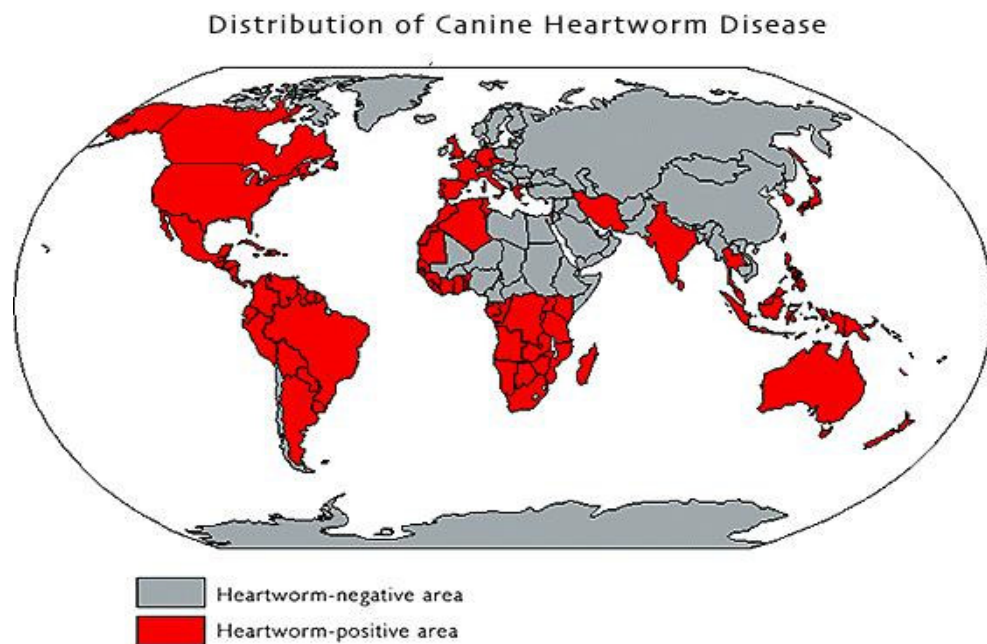 Distribution of Canine Heartworm Disease
Heartworm-negative area
Heartworm-positive area